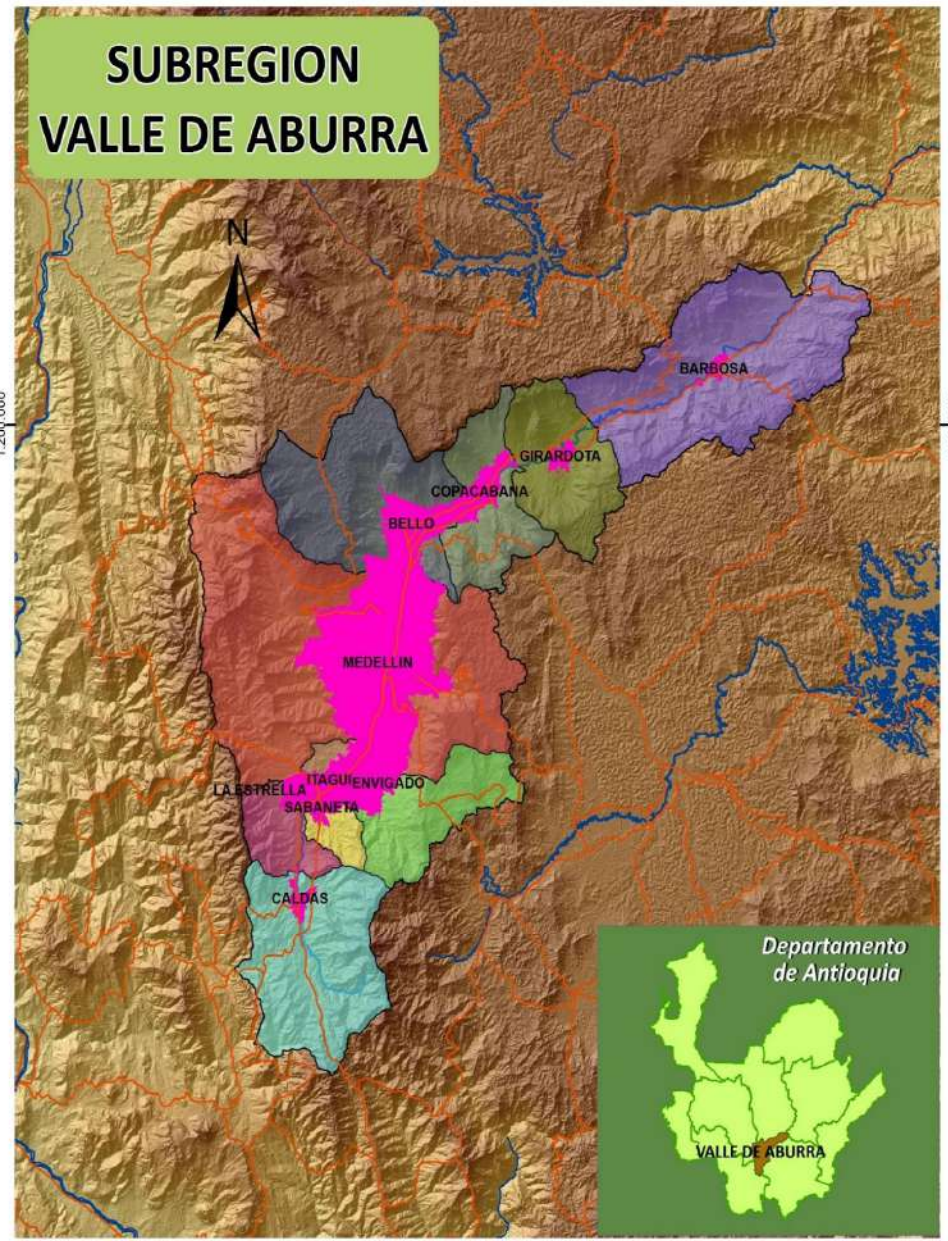 SUBREGION
VALLE DE ABURRA
N
BARBOSA
GIRARDOTA
COPACABANA
BELLO
MEDELLIN
ITAGUI
ENVIGADO
LA ESTRELLA
SABANETA
CALDAS
Departamento
de Antioquia
VALLE DE ABURRA